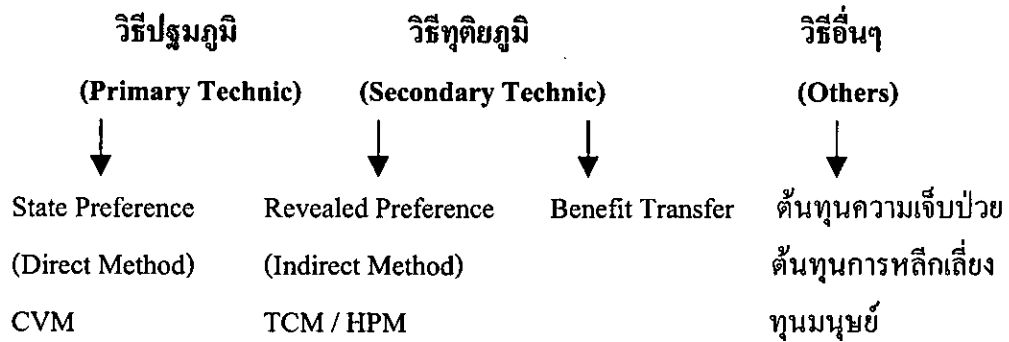 วิธีปฐมภูมิ วิธีทุติยภูมิ วิธีอื่นๆ
(Primary Technic) (Secondary Technic) (Others)
State Preference Revealed Preference Benefit Transfer ต้นทุนความเจ็บป่วย
(Direct Method) (Indirect Method) ต้นทุนการหลีกเลี่ยง
CVM TCM / HPM ทุนมนุษย์